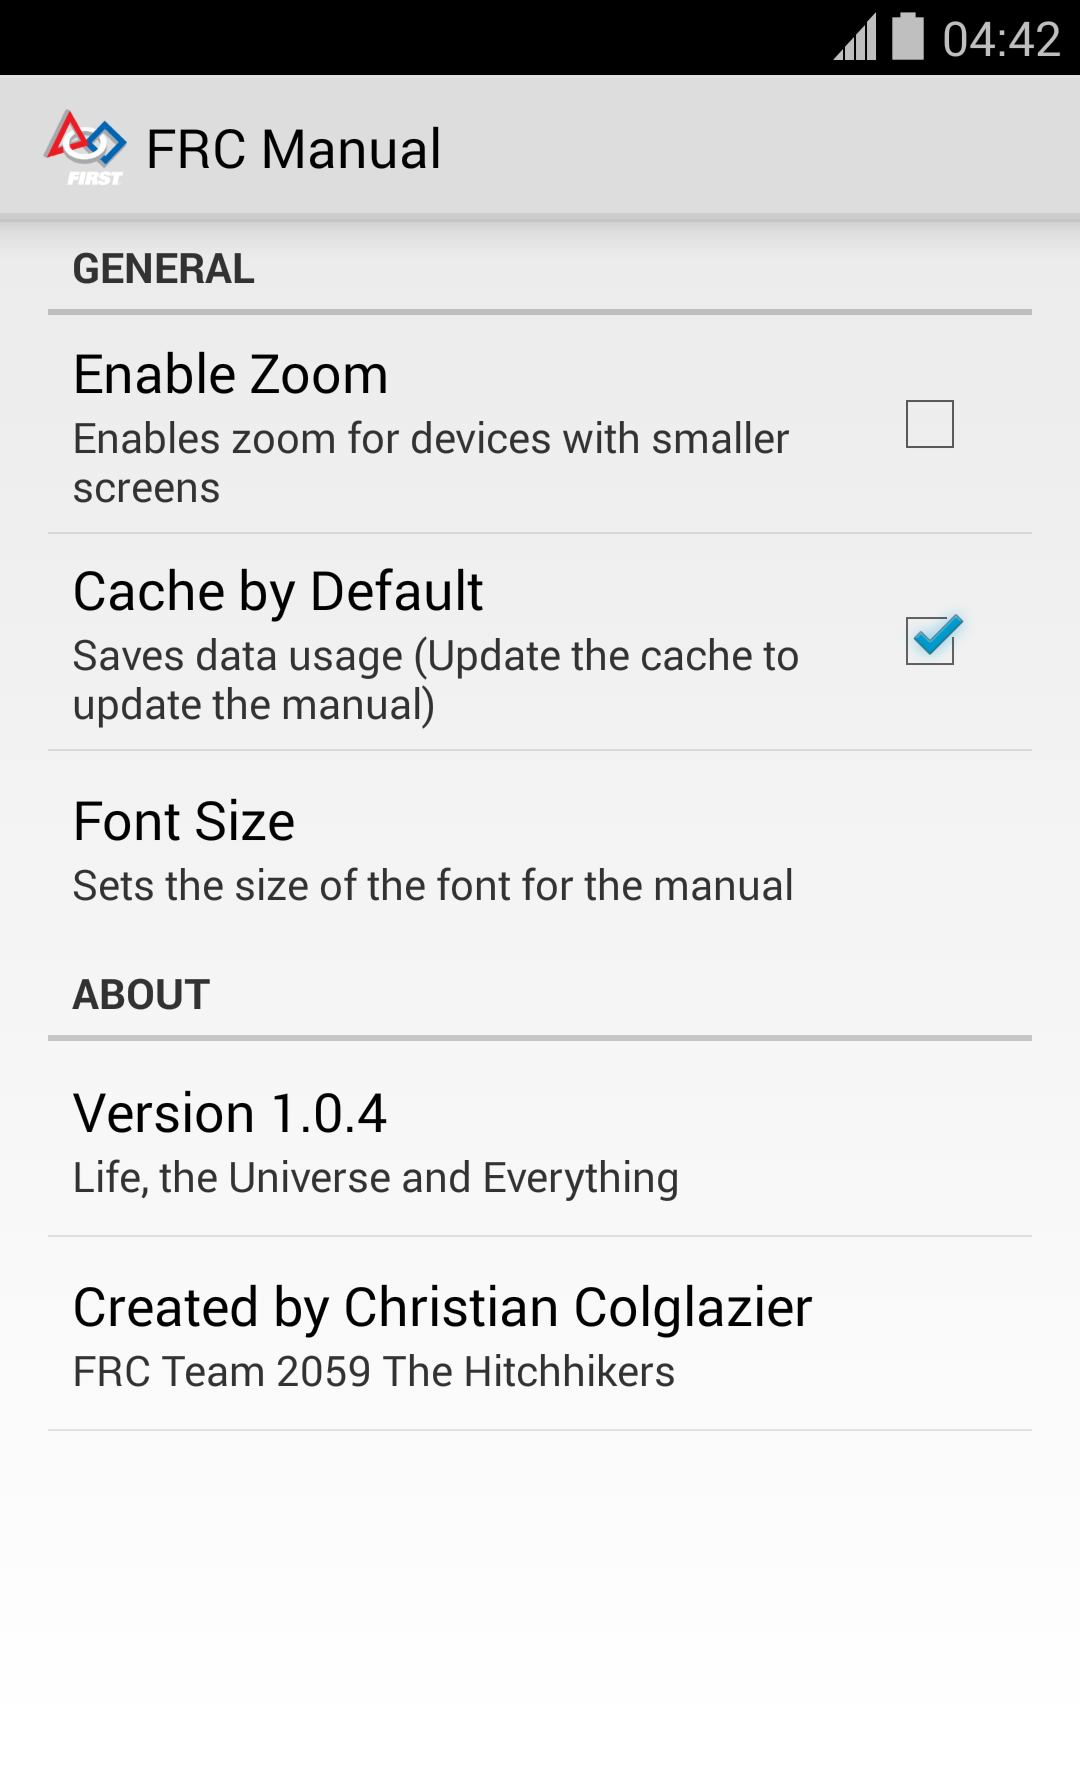 04:42
FIRST
FRC Manual
GENERAL
Enable Zoom
Enables zoom for devices with smaller
screens
Cache by Default
Saves data usage (Update the cache to
update the manual)
Font Size
Sets the size of the font for the manual
ABOUT
Version 1.0.4
Life, the Universe and Everything
Created by Christian Colglazier
FRC Team 2059 The Hitchhikers